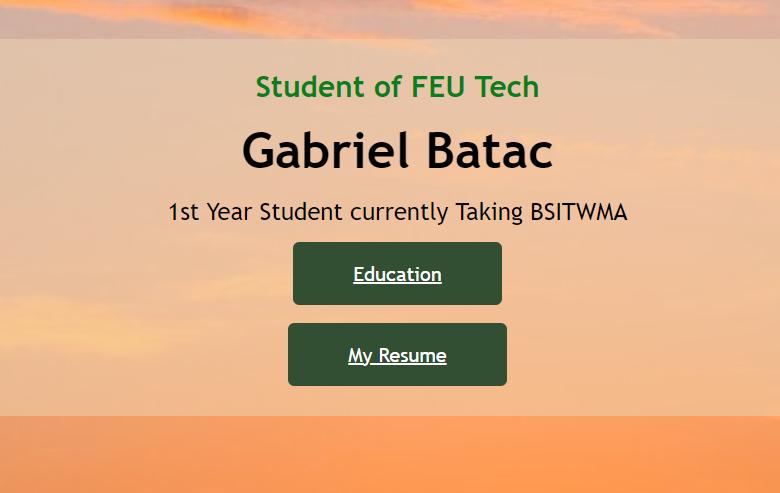 Student of FEU Tech
Gabriel Batac
1st Year Student currently Taking BSITWMA
Education
My Resume